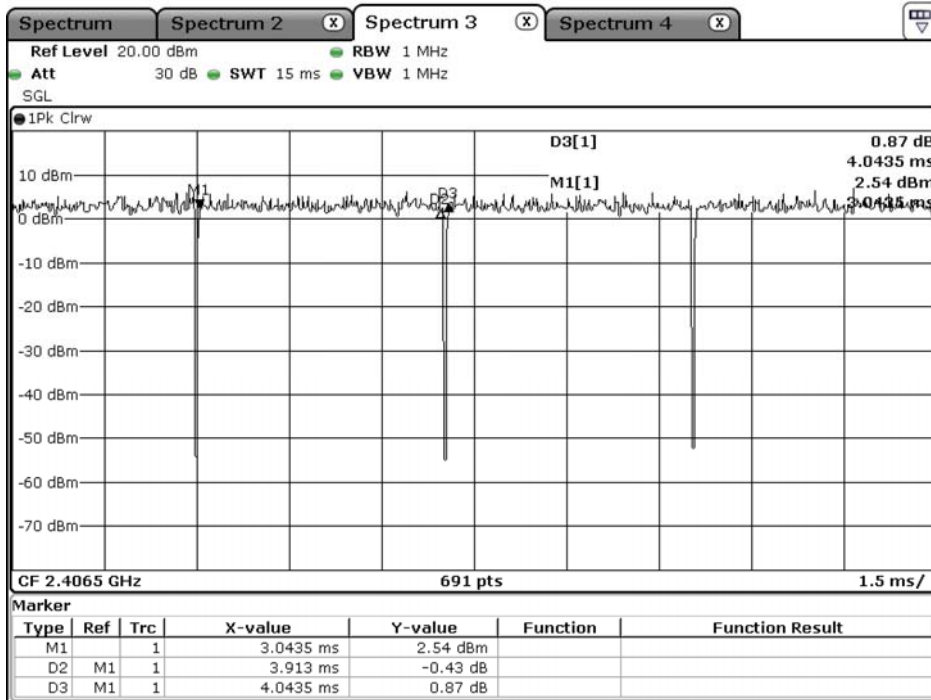 Spectrum Spectrum 2 X Spectrum 3 X Spectrum 4 X
Ref Level 20.00 dBm RBW 1 MHz
Att 30 dB SWT 15 ms VBW 1 MHz
SGL
1Pk Clrw
D3[1] 0.87 dB
4.0435 ms
10 dBm M1[1] 2.54 dBm
3.0435 ms
M1
D2 D3
0 dBm
-10 dBm
-20 dBm
-30 dBm
-40 dBm
-50 dBm
-60 dBm
-70 dBm
CF 2.4065 GHz 691 pts 1.5 ms/
Marker
Type Ref Trc X-value Y-value Function Function Result
M1 1 3.0435 ms 2.54 dBm
D2 M1 1 3.913 ms -0.43 dB
D3 M1 1 4.0435 ms 0.87 dB